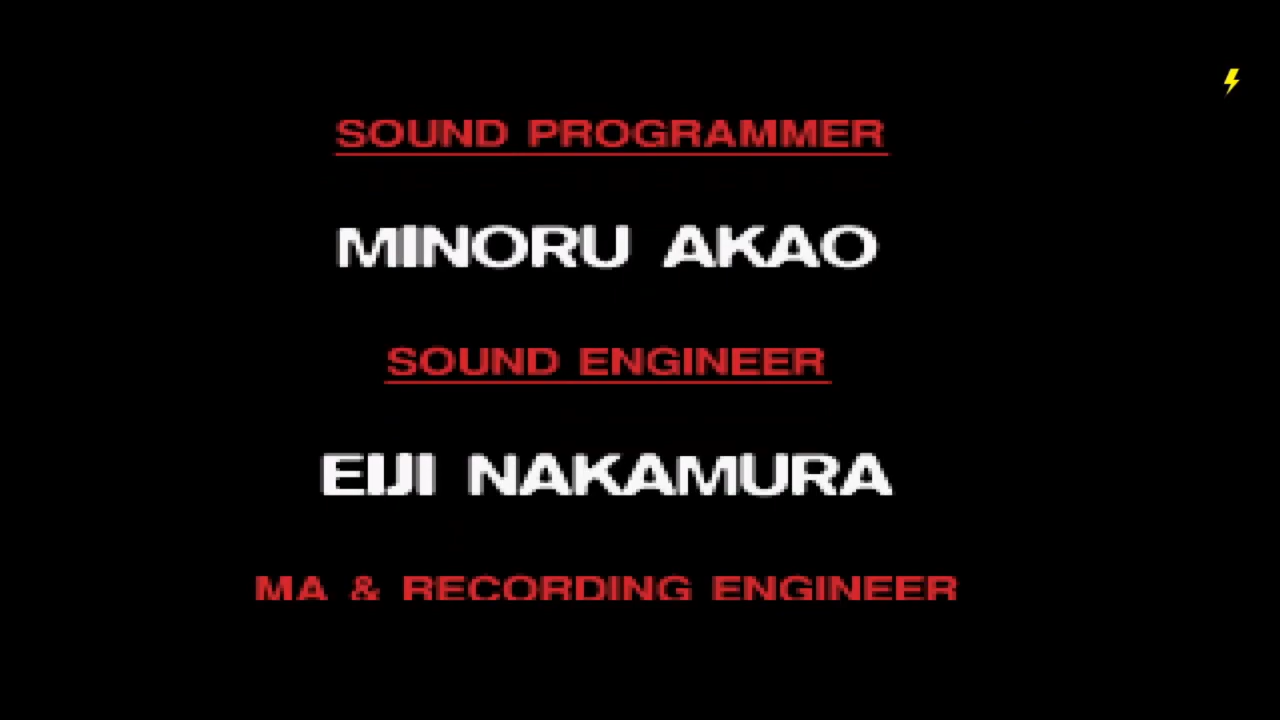 SOUND PROGRAMMER
MINORU AKAO
SOUND ENGINEER
EIJI NAKAMURA
MA & RECORDING ENGINEER